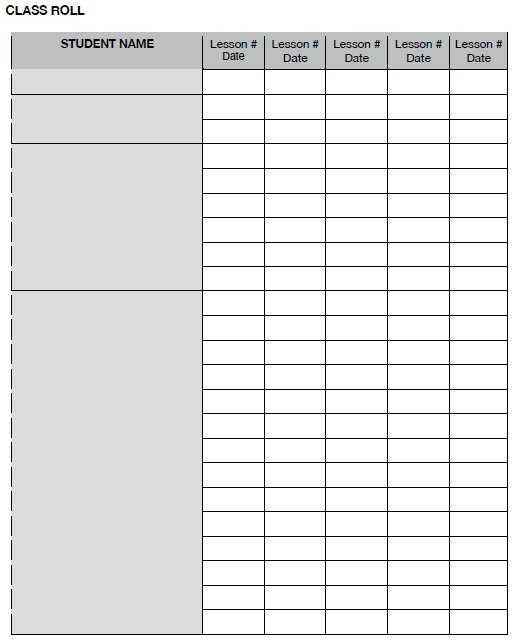 CLASS ROLL
STUDENT NAME
Lesson # Lesson # Lesson # Lesson # Lesson #
Date Date Date Date Date